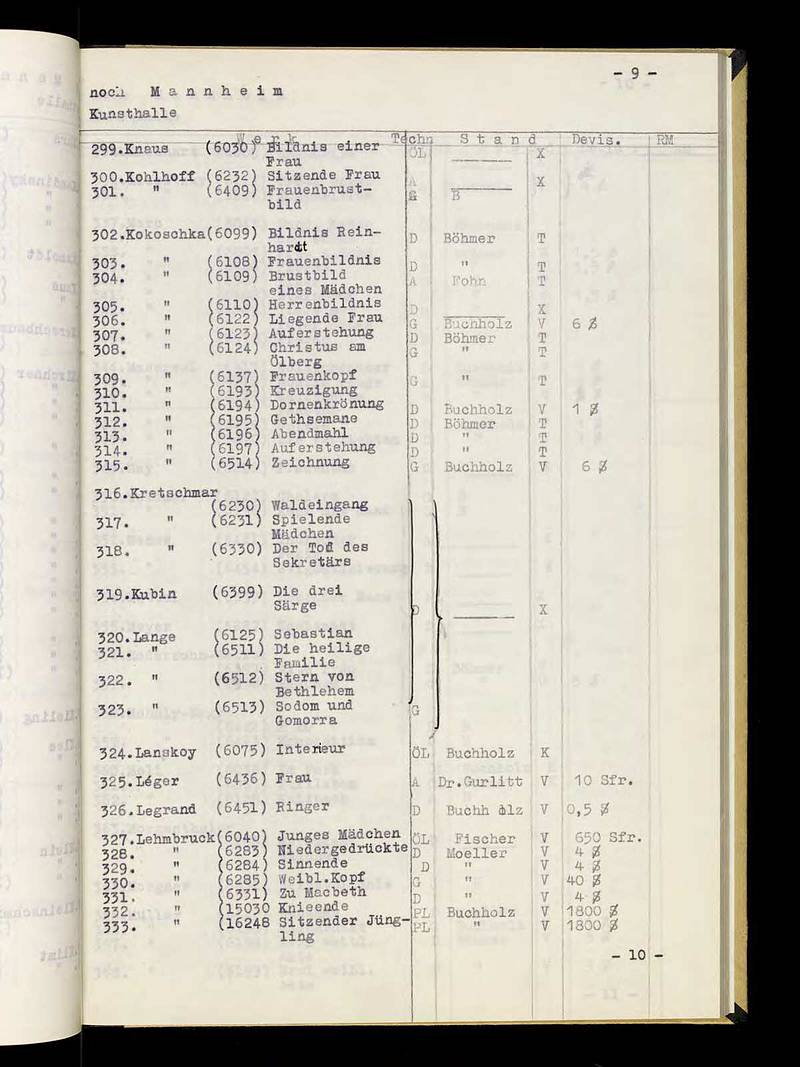 - 9 -
noch M a n n h e i m
Kunsthalle
W e r k Techn S t a n d Devis. RM
299.Knaus (6030) Bildnis einer ÖL ——— X
Frau
300.Kohlhoff (6232) Sitzende Frau A X
301. " (6409) Frauenbrust- G B
bild
302.Kokoschka(6099) Bildnis Rein- D Böhmer T
hardt
303. " (6108) Frauenbildnis D " T
304. " (6109) Brustbild A Fohn T
eines Mädchen
305. " (6110) Herrenbildnis D ——— X
306. " (6122) Liegende Frau G Buchholz V 6 $
307. " (6123) Auferstehung D Böhmer T
308. " (6124) Christus am G " T
Ölberg
309. " (6137) Frauenkopf G " T
310. " (6193) Kreuzigung
311. " (6194) Dornenkrönung D Buchholz V 1 $
312. " (6195) Gethsemane D Böhmer T
313. " (6196) Abendmahl D " T
314. " (6197) Auferstehung D " T
315. " (6514) Zeichnung G Buchholz V 6 $
316.Kretschmar
(6230) Waldeingang
317. " (6231) Spielende
Mädchen
318. " (6330) Der Tod des
Sekretärs
319.Kubin (6399) Die drei
Särge D ——— X
320.Lange (6125) Sebastian
321. " (6511) Die heilige
Familie
322. " (6512) Stern von
Bethlehem
323. " (6513) Sodom und G
Gomorra
324.Lanskoy (6075) Interieur ÖL Buchholz K
325.Léger (6436) Frau A Dr.Gurlitt V 10 Sfr.
326.Legrand (6451) Ringer D Buchholz V 0,5 $
327.Lehmbruck(6040) Junges Mädchen ÖL Fischer V 650 Sfr.
328. " (6283) Niedergedrückte D Moeller V 4 $
329. " (6284) Sinnende D " V 4 $
330. " (6285) Weibl.Kopf G " V 40 $
331. " (6331) Zu Macbeth D " V 4 $
332. " (15030 Knieende PL Buchholz V 1800 $
333. " (16248 Sitzender Jüng- PL " V 1800 $
ling
- 10 -